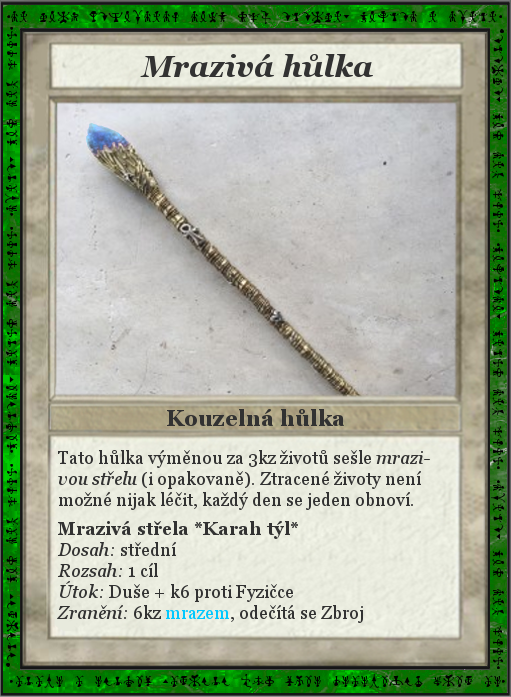 Mrazivá hůlka
Kouzelná hůlka
Tato hůlka výměnou za 3kz životů sešle mrazi-
vou střelu (i opakovaně). Ztracené životy není
možné nijak léčit, každý den se jeden obnoví.
Mrazivá střela *Karah týl*
Dosah: střední
Rozsah: 1 cíl
Útok: Duše + k6 proti Fyzičce
Zranění: 6kz mrazem, odečítá se Zbroj